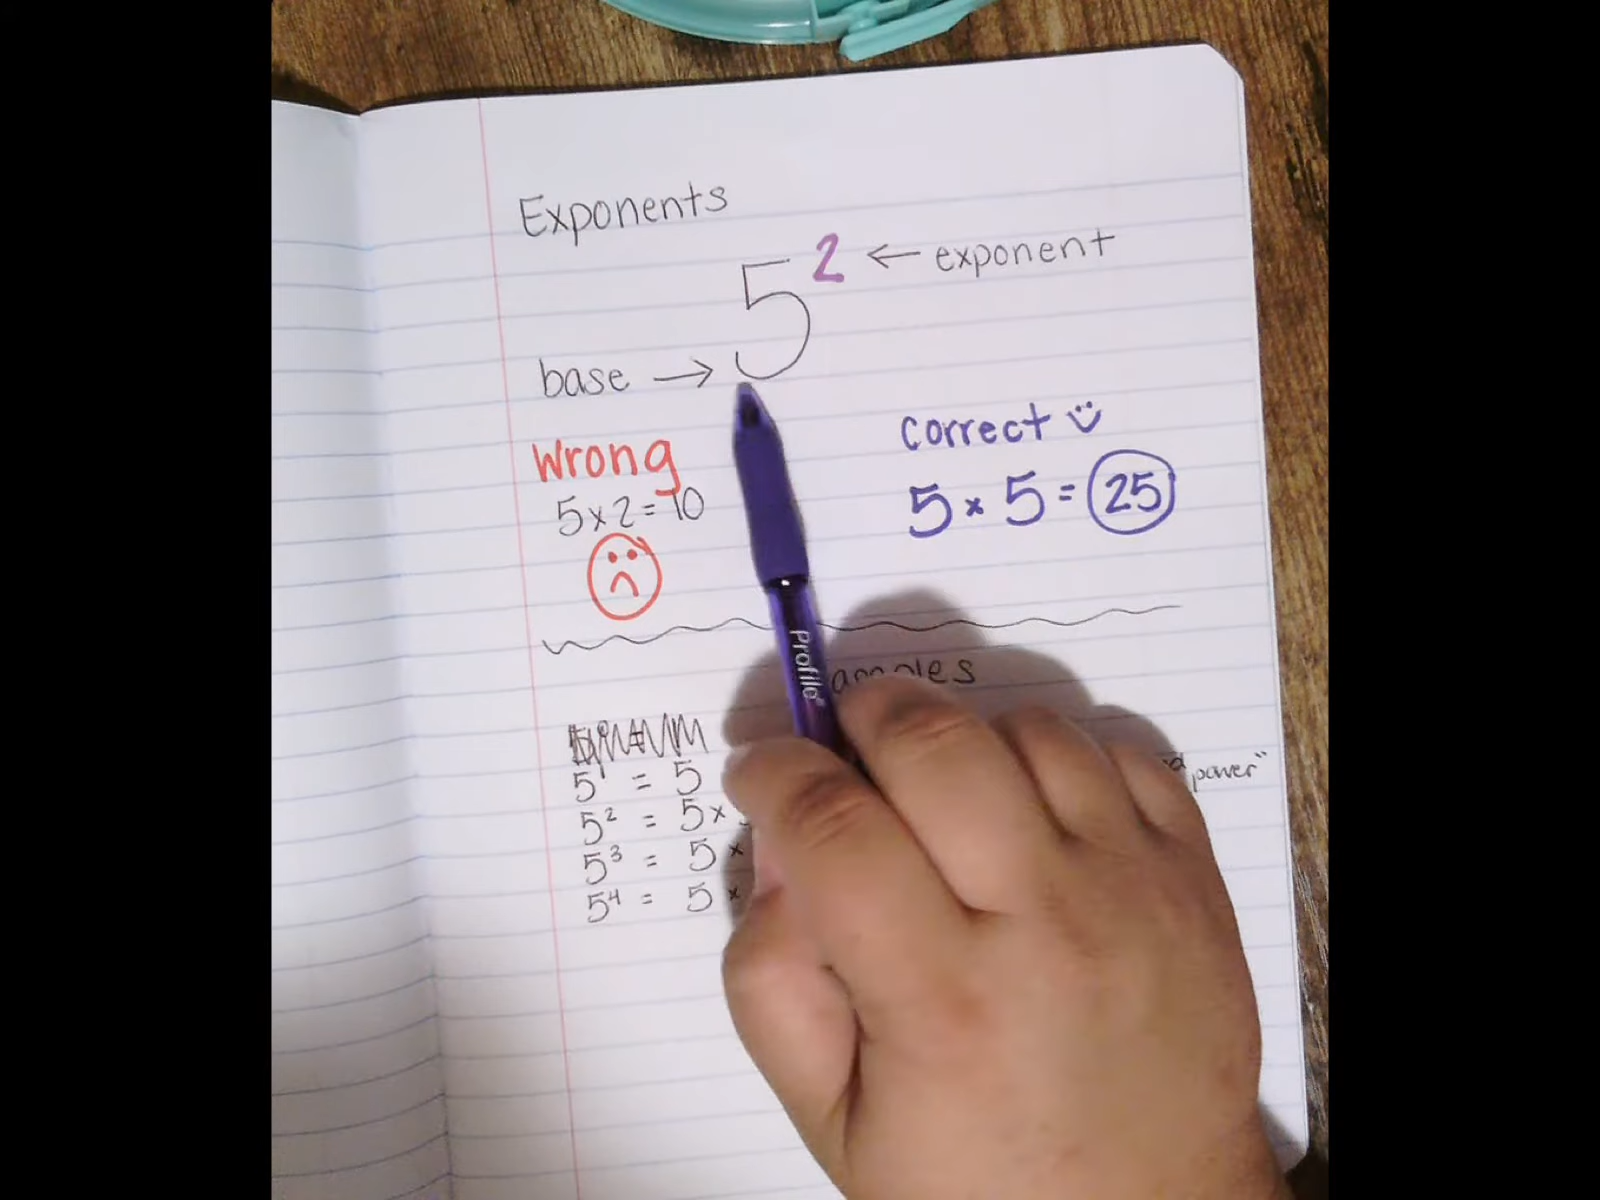 Exponents
5² ← exponent
base →
Wrong
5 x 2 = 10
correct
5 x 5 = 25
Profile
5¹ = 5
5² = 5 x
5³ = 5 x
5⁴ = 5 x
power"